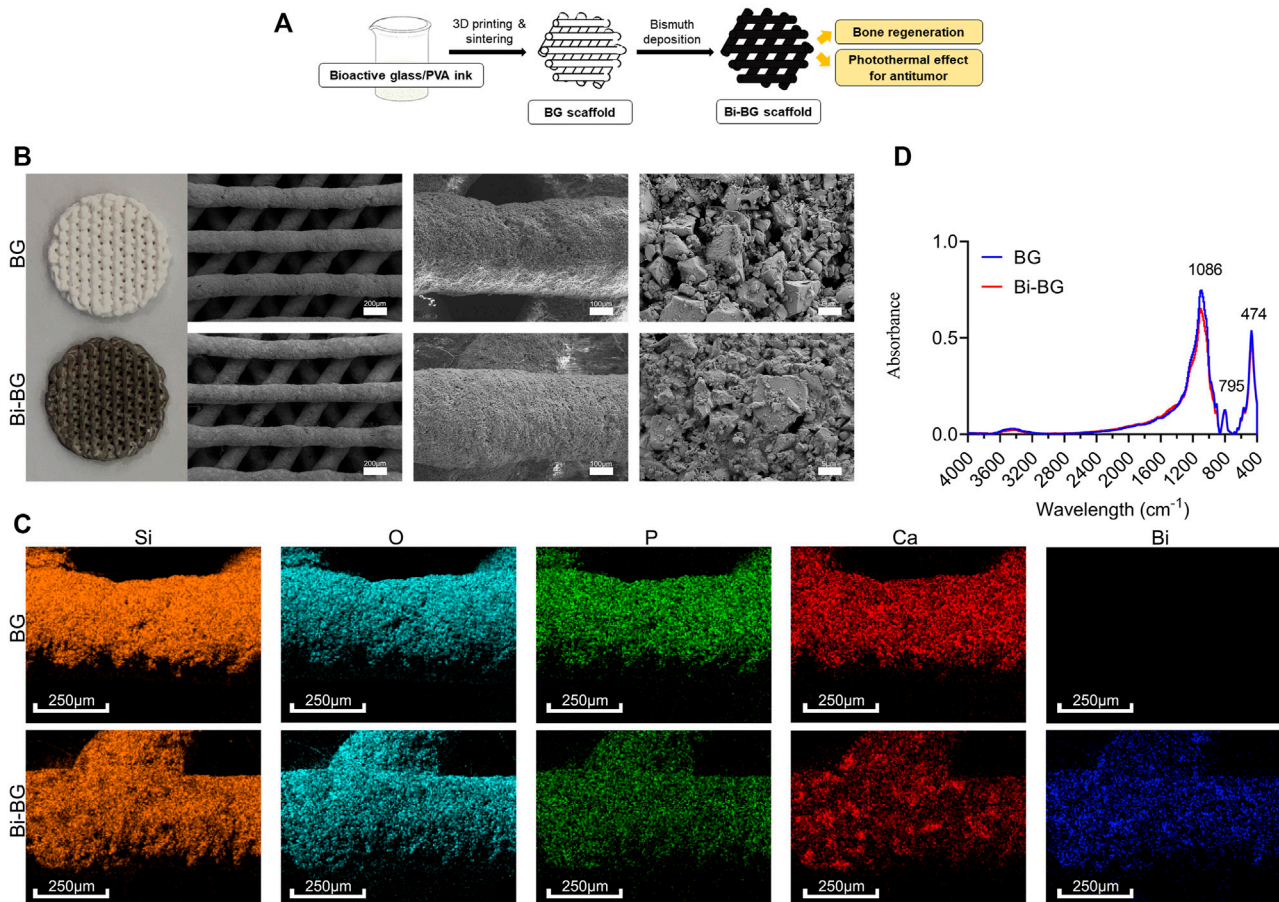 A
3D printing &
sintering
Bismuth
deposition
Bioactive glass/PVA ink
BG scaffold
Bi-BG scaffold
Bone regeneration
Photothermal effect
for antitumor
B
BG
200µm
100µm
5µm
Bi-BG
200µm
100µm
5µm
D
BG
Bi-BG
1086
474
795
Absorbance
1.0
0.5
0.0
4000
3600
3200
2800
2400
2000
1600
1200
800
400
Wavelength (cm⁻¹)
C
Si
O
P
Ca
Bi
BG
250µm
250µm
250µm
250µm
250µm
Bi-BG
250µm
250µm
250µm
250µm
250µm